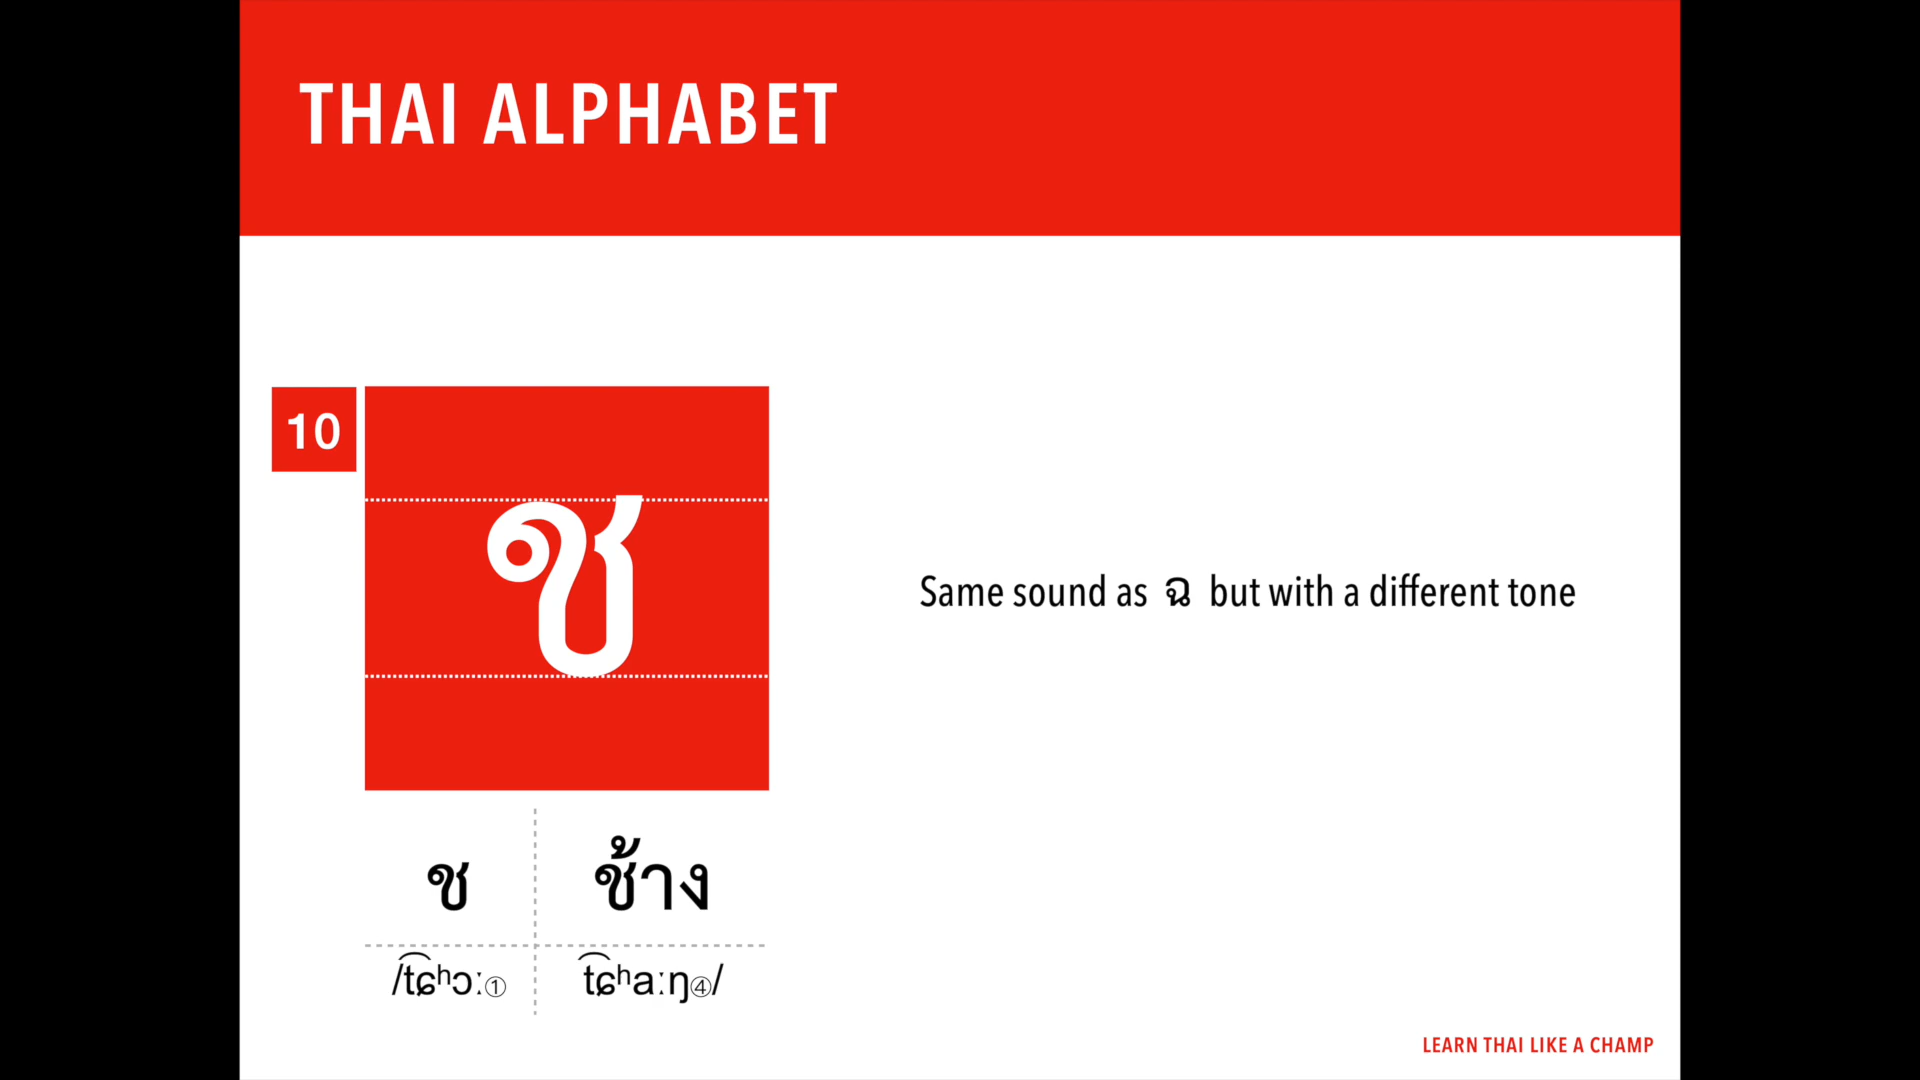 THAI ALPHABET
10
ช
Same sound as ฉ but with a different tone
ช ช้าง
/t͡ɕʰɔː① t͡ɕʰaːŋ④/
LEARN THAI LIKE A CHAMP